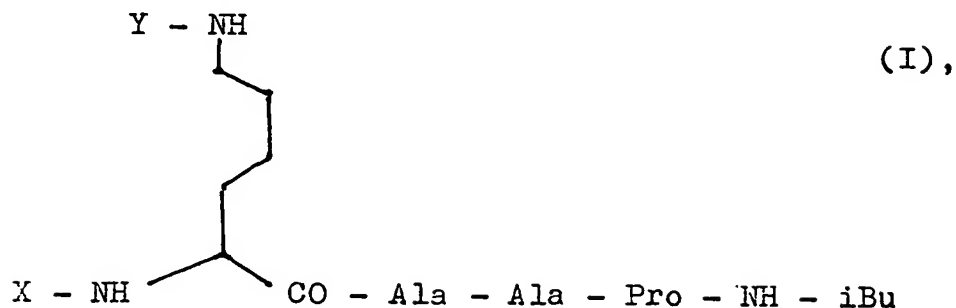 Y - NH
(I),
X - NH CO - Ala - Ala - Pro - NH - iBu